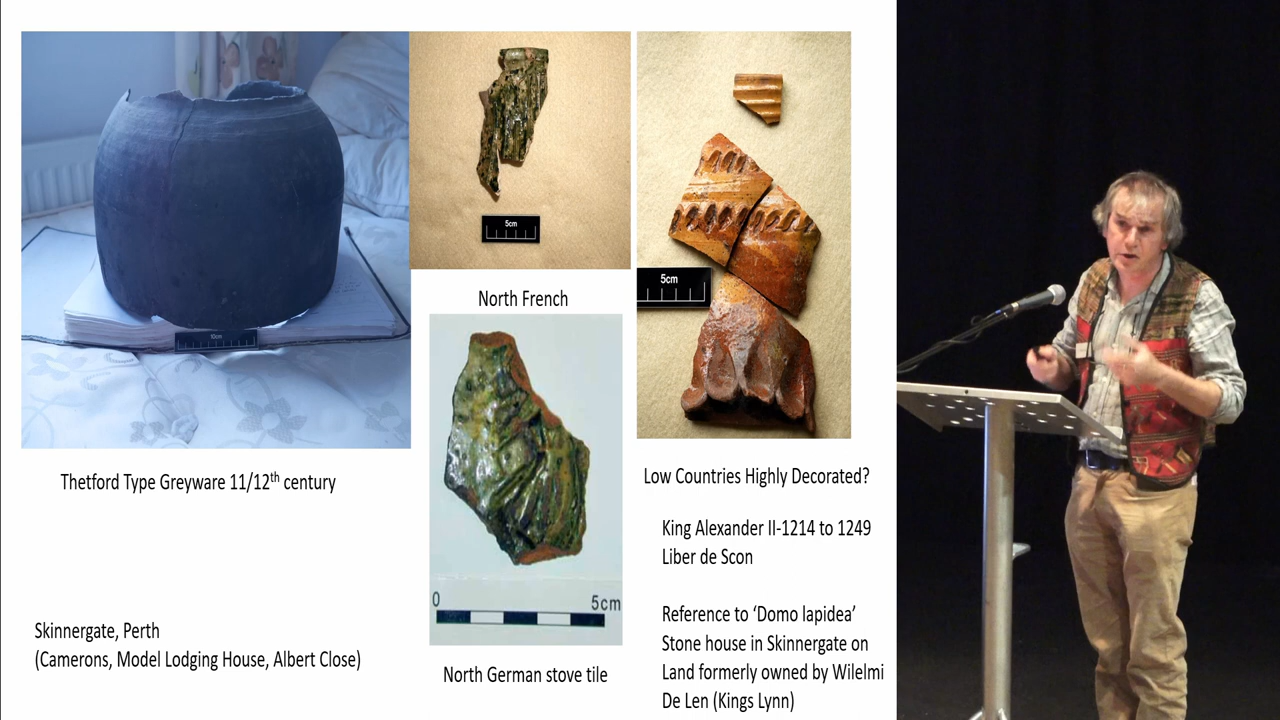 10cm
Thetford Type Greyware 11/12th century
Skinnergate, Perth
(Camerons, Model Lodging House, Albert Close)
5cm
North French
0 5cm
North German stove tile
5cm
Low Countries Highly Decorated?
King Alexander II-1214 to 1249
Liber de Scon
Reference to ‘Domo lapidea’
Stone house in Skinnergate on
Land formerly owned by Wilelmi
De Len (Kings Lynn)